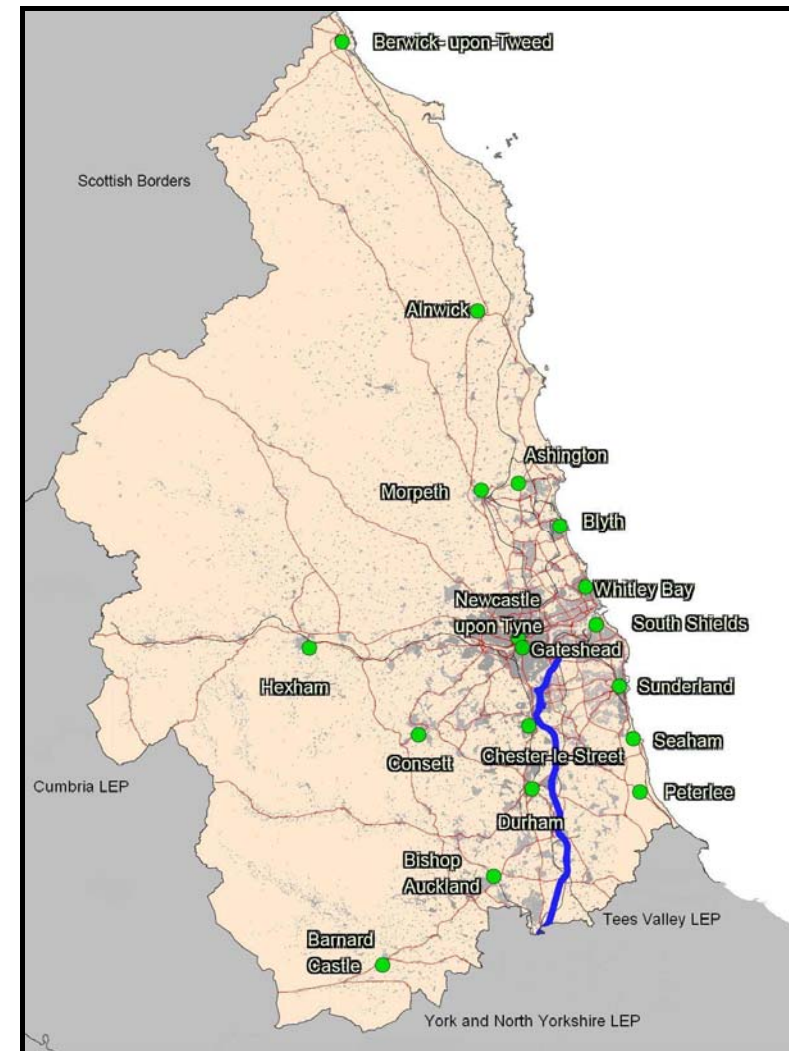 Berwick- upon-Tweed
Scottish Borders
Alnwick
Ashington
Morpeth
Blyth
Whitley Bay
Newcastle
upon Tyne
South Shields
Gateshead
Hexham
Sunderland
Consett
Chester-le-Street
Seaham
Cumbria LEP
Peterlee
Durham
Bishop
Auckland
Tees Valley LEP
Barnard
Castle
York and North Yorkshire LEP